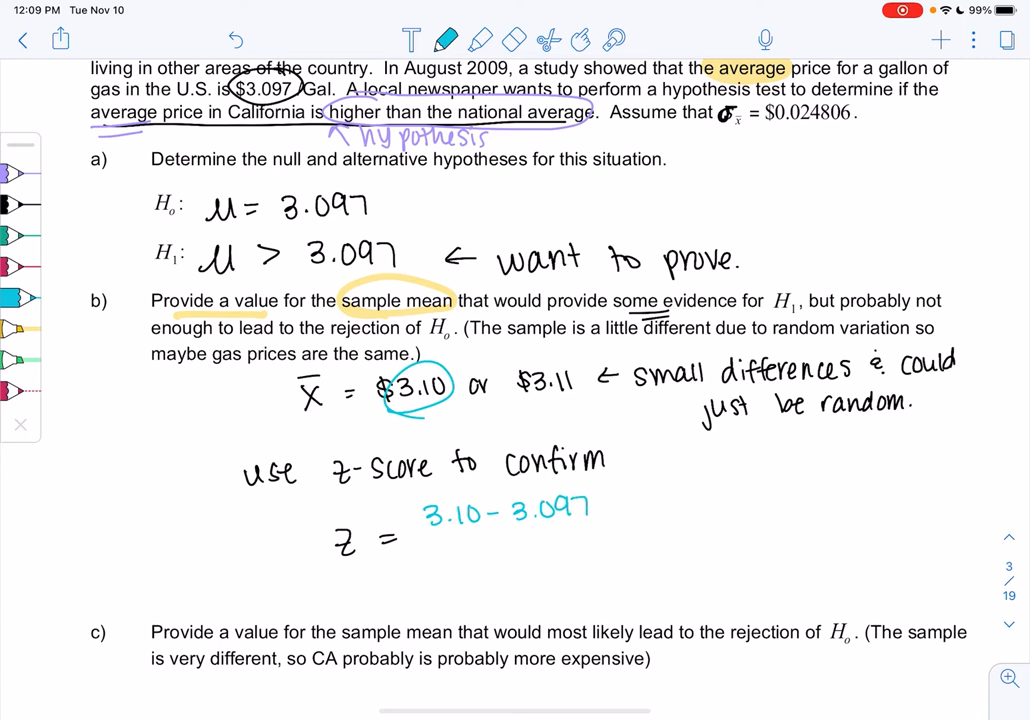 12:09 PM Tue Nov 10
99%
living in other areas of the country. In August 2009, a study showed that the average price for a gallon of
gas in the U.S. is $3.097 /Gal. A local newspaper wants to perform a hypothesis test to determine if the
average price in California is higher than the national average. Assume that σx̄ = $0.024806.
hypothesis
a) Determine the null and alternative hypotheses for this situation.
Ho: μ = 3.097
H1: μ > 3.097 ← want to prove.
b) Provide a value for the sample mean that would provide some evidence for H1, but probably not
enough to lead to the rejection of Ho. (The sample is a little different due to random variation so
maybe gas prices are the same.)
x̄ = $3.10 or $3.11 ← small differences & could
just be random.
use z-score to confirm
3.10 - 3.097
z =
c) Provide a value for the sample mean that would most likely lead to the rejection of Ho. (The sample
is very different, so CA probably is probably more expensive)
3
/
19